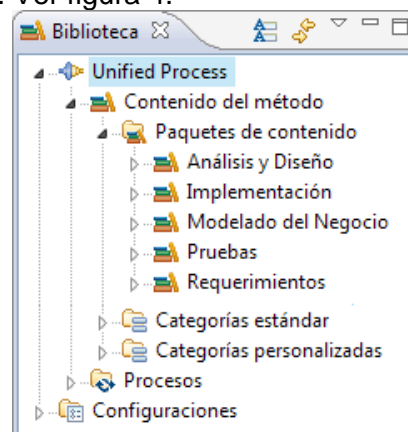 . Ver figura 4.
Biblioteca
Unified Process
Contenido del método
Paquetes de contenido
Análisis y Diseño
Implementación
Modelado del Negocio
Pruebas
Requerimientos
Categorías estándar
Categorías personalizadas
Procesos
Configuraciones